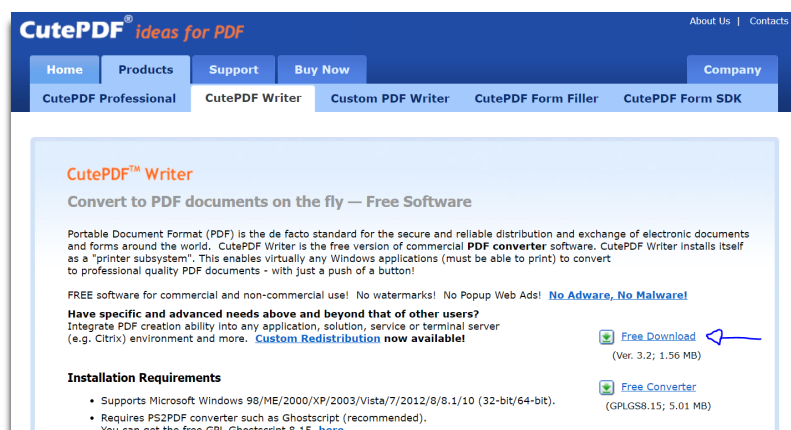 CutePDF® ideas for PDF
About Us | Contacts
Home Products Support Buy Now Company
CutePDF Professional CutePDF Writer Custom PDF Writer CutePDF Form Filler CutePDF Form SDK
CutePDF™ Writer
Convert to PDF documents on the fly — Free Software
Portable Document Format (PDF) is the de facto standard for the secure and reliable distribution and exchange of electronic documents
and forms around the world. CutePDF Writer is the free version of commercial PDF converter software. CutePDF Writer installs itself
as a "printer subsystem". This enables virtually any Windows applications (must be able to print) to convert
to professional quality PDF documents - with just a push of a button!
FREE software for commercial and non-commercial use! No watermarks! No Popup Web Ads! No Adware, No Malware!
Have specific and advanced needs above and beyond that of other users?
Integrate PDF creation ability into any application, solution, service or terminal server
(e.g. Citrix) environment and more. Custom Redistribution now available!
Free Download
(Ver. 3.2; 1.56 MB)
Free Converter
(GPLGS8.15; 5.01 MB)
Installation Requirements
• Supports Microsoft Windows 98/ME/2000/XP/2003/Vista/7/2012/8/8.1/10 (32-bit/64-bit).
• Requires PS2PDF converter such as Ghostscript (recommended).
You can get the free GPL Ghostscript 8.15 here